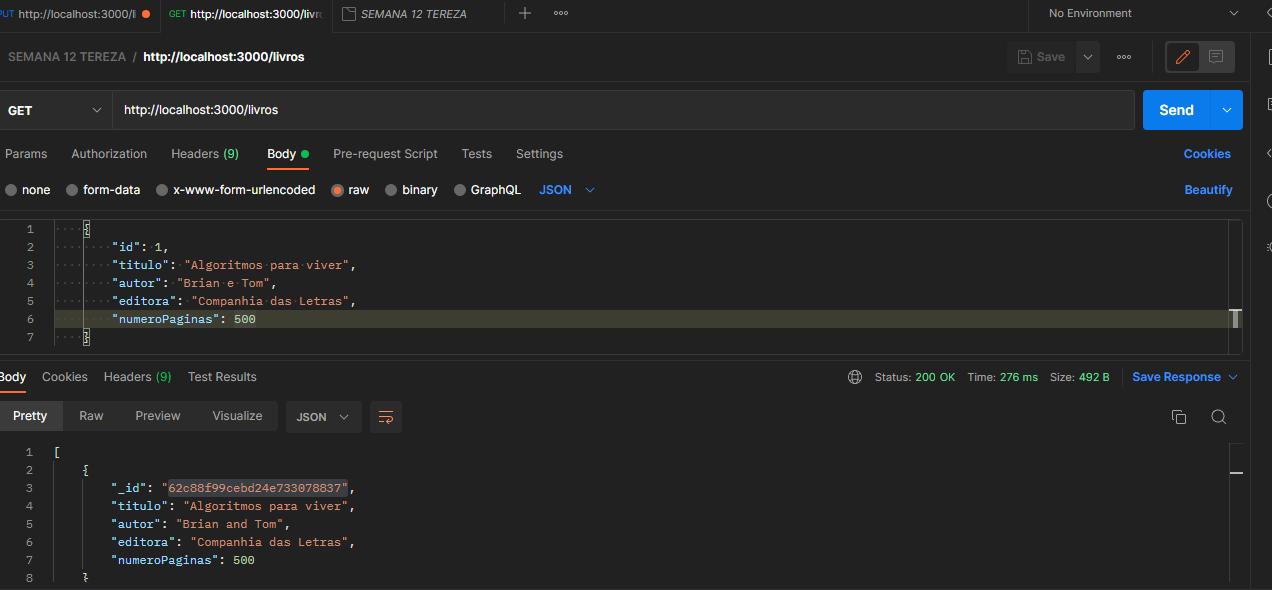 PUT http://localhost:3000/li GET http://localhost:3000/livr SEMANA 12 TEREZA No Environment
SEMANA 12 TEREZA / http://localhost:3000/livros Save
GET http://localhost:3000/livros Send
Params Authorization Headers (9) Body Pre-request Script Tests Settings Cookies
none form-data x-www-form-urlencoded raw binary GraphQL JSON Beautify
1 {
2 "id": 1,
3 "titulo": "Algoritmos para viver",
4 "autor": "Brian e Tom",
5 "editora": "Companhia das Letras",
6 "numeroPaginas": 500
7 }
Body Cookies Headers (9) Test Results Status: 200 OK Time: 276 ms Size: 492 B Save Response
Pretty Raw Preview Visualize JSON
1 [
2 {
3 "_id": "62c88f99cebd24e733078837",
4 "titulo": "Algoritmos para viver",
5 "autor": "Brian and Tom",
6 "editora": "Companhia das Letras",
7 "numeroPaginas": 500
8 }